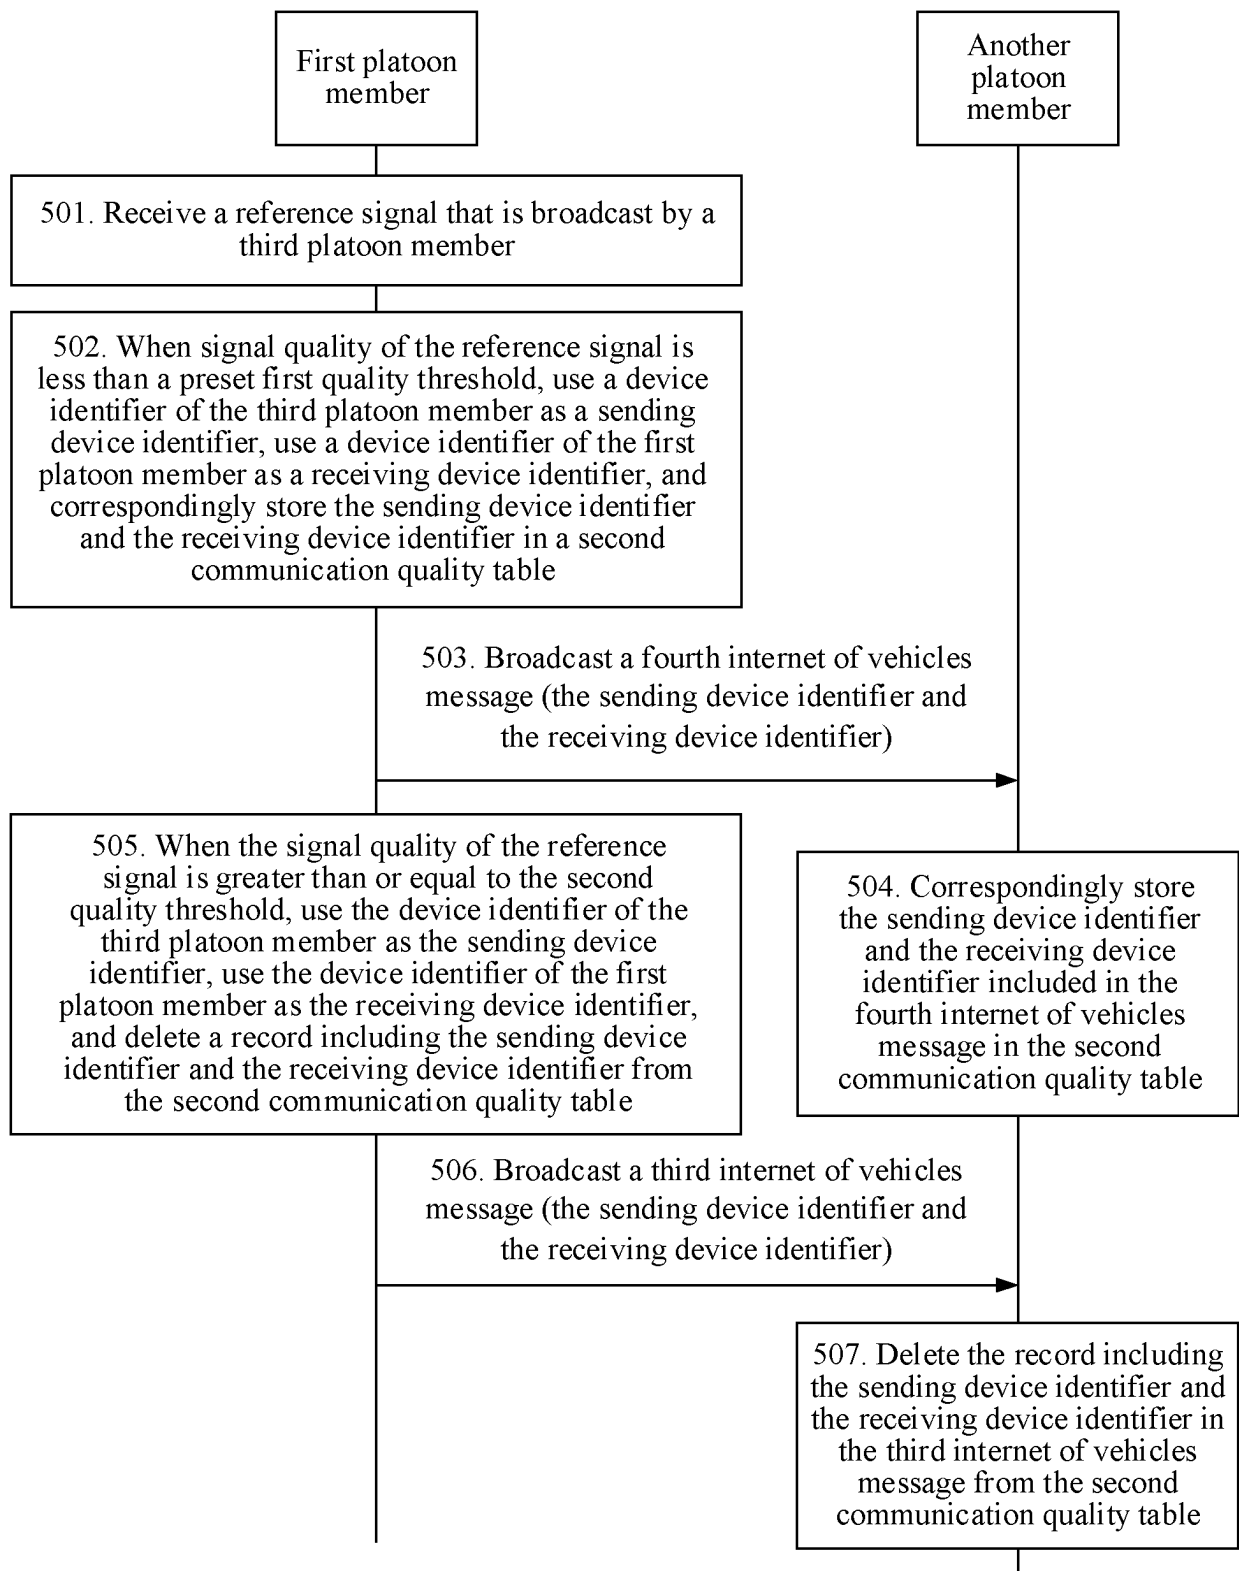 First platoon
member
Another
platoon
member
501. Receive a reference signal that is broadcast by a
third platoon member
502. When signal quality of the reference signal is
less than a preset first quality threshold, use a device
identifier of the third platoon member as a sending
device identifier, use a device identifier of the first
platoon member as a receiving device identifier, and
correspondingly store the sending device identifier
and the receiving device identifier in a second
communication quality table
503. Broadcast a fourth internet of vehicles
message (the sending device identifier and
the receiving device identifier)
505. When the signal quality of the reference
signal is greater than or equal to the second
quality threshold, use the device identifier of the
third platoon member as the sending device
identifier, use the device identifier of the first
platoon member as the receiving device identifier,
and delete a record including the sending device
identifier and the receiving device identifier from
the second communication quality table
504. Correspondingly store
the sending device identifier
and the receiving device
identifier included in the
fourth internet of vehicles
message in the second
communication quality table
506. Broadcast a third internet of vehicles
message (the sending device identifier and
the receiving device identifier)
507. Delete the record including
the sending device identifier and
the receiving device identifier in
the third internet of vehicles
message from the second
communication quality table